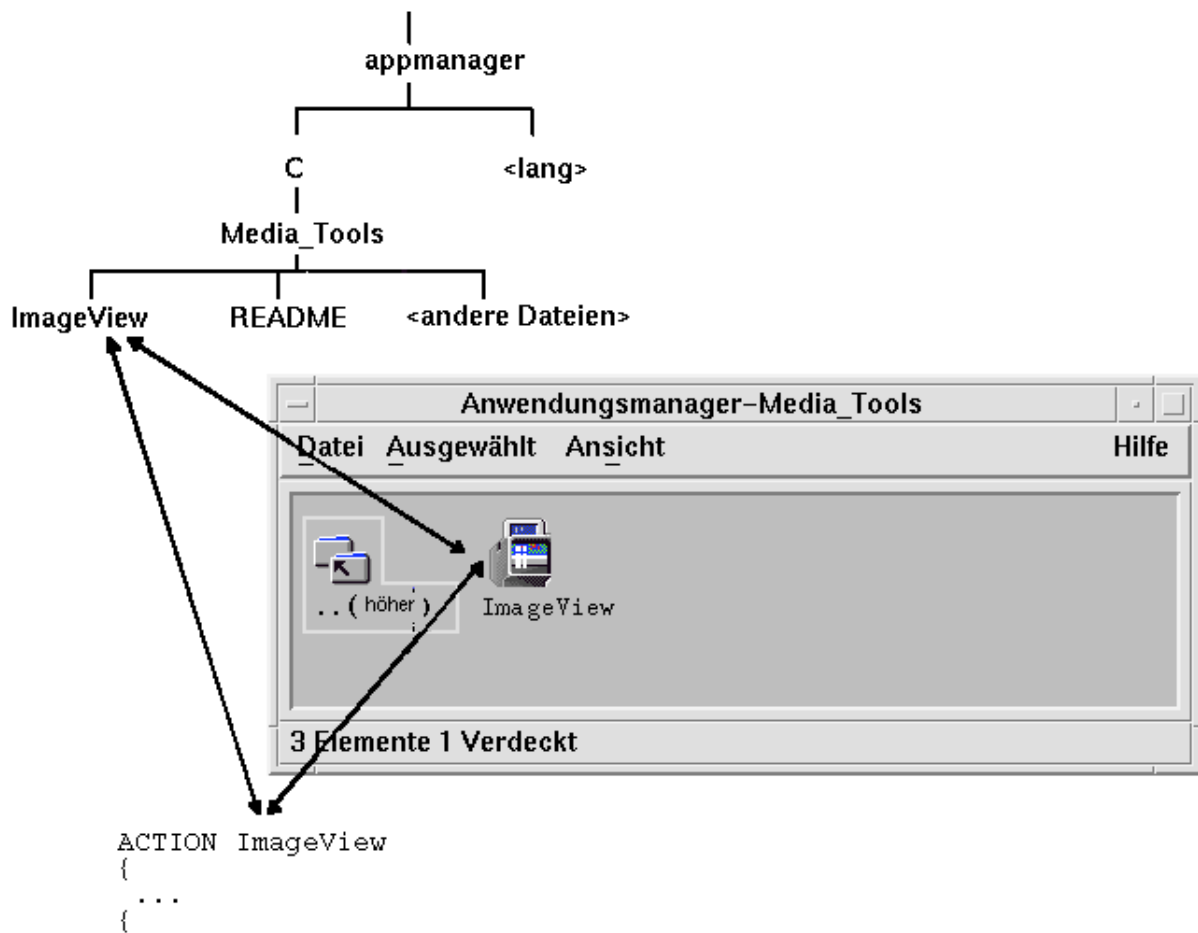 appmanager
C <lang>
Media_Tools
ImageView README <andere Dateien>
Anwendungsmanager-Media_Tools
Datei Ausgewählt Ansicht Hilfe
..(höher)
ImageView
3 Elemente 1 Verdeckt
ACTION ImageView
{
...
{